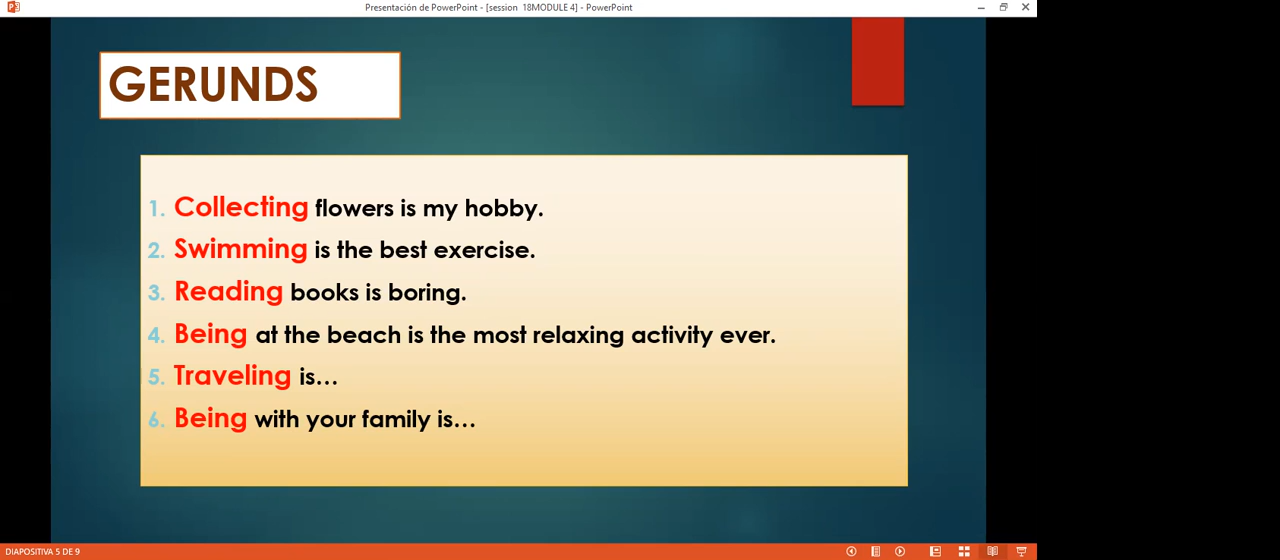 Presentación de PowerPoint - [session  18MODULE 4] - PowerPoint
GERUNDS
1. Collecting flowers is my hobby.
2. Swimming is the best exercise.
3. Reading books is boring.
4. Being at the beach is the most relaxing activity ever.
5. Traveling is...
6. Being with your family is...
DIAPOSITIVA 5 DE 9